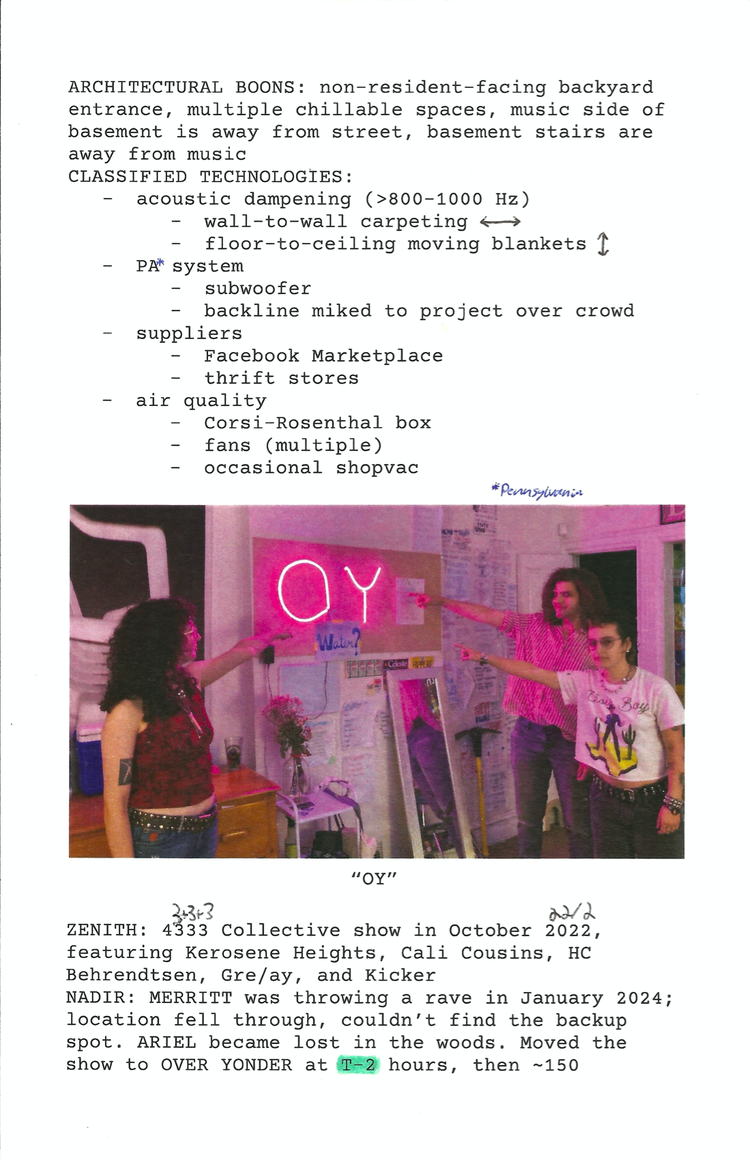 ARCHITECTURAL BOONS: non-resident-facing backyard
entrance, multiple chillable spaces, music side of
basement is away from street, basement stairs are
away from music
CLASSIFIED TECHNOLOGIES:
- acoustic dampening (>800-1000 Hz)
- wall-to-wall carpeting ↔
- floor-to-ceiling moving blankets ↕
- PA* system
- subwoofer
- backline miked to project over crowd
- suppliers
- Facebook Marketplace
- thrift stores
- air quality
- Corsi-Rosenthal box
- fans (multiple)
- occasional shopvac
*Pennsylvania
OY
Water?
Boy
"OY"
3+3+3
22/2
ZENITH: 4333 Collective show in October 2022,
featuring Kerosene Heights, Cali Cousins, HC
Behrendtsen, Gre/ay, and Kicker
NADIR: MERRITT was throwing a rave in January 2024;
location fell through, couldn't find the backup
spot. ARIEL became lost in the woods. Moved the
show to OVER YONDER at T-2 hours, then ~150